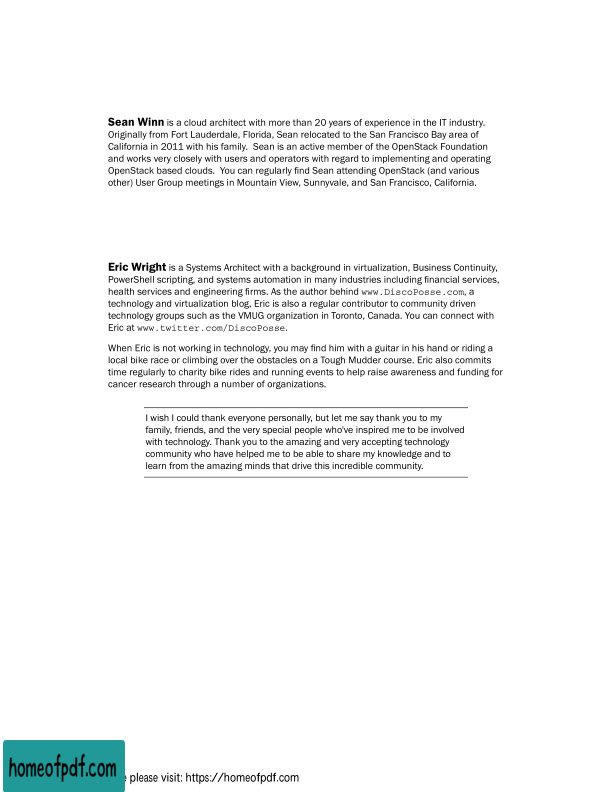 Sean Winn is a cloud architect with more than 20 years of experience in the IT industry.
Originally from Fort Lauderdale, Florida, Sean relocated to the San Francisco Bay area of
California in 2011 with his family.  Sean is an active member of the OpenStack Foundation
and works very closely with users and operators with regard to implementing and operating
OpenStack based clouds.  You can regularly find Sean attending OpenStack (and various
other) User Group meetings in Mountain View, Sunnyvale, and San Francisco, California.
Eric Wright is a Systems Architect with a background in virtualization, Business Continuity,
PowerShell scripting, and systems automation in many industries including financial services,
health services and engineering firms. As the author behind www.DiscoPosse.com, a
technology and virtualization blog, Eric is also a regular contributor to community driven
technology groups such as the VMUG organization in Toronto, Canada. You can connect with
Eric at www.twitter.com/DiscoPosse.
When Eric is not working in technology, you may find him with a guitar in his hand or riding a
local bike race or climbing over the obstacles on a Tough Mudder course. Eric also commits
time regularly to charity bike rides and running events to help raise awareness and funding for
cancer research through a number of organizations.
I wish I could thank everyone personally, but let me say thank you to my
family, friends, and the very special people who've inspired me to be involved
with technology. Thank you to the amazing and very accepting technology
community who have helped me to be able to share my knowledge and to
learn from the amazing minds that drive this incredible community.
homeofpdf.com
please visit: https://homeofpdf.com